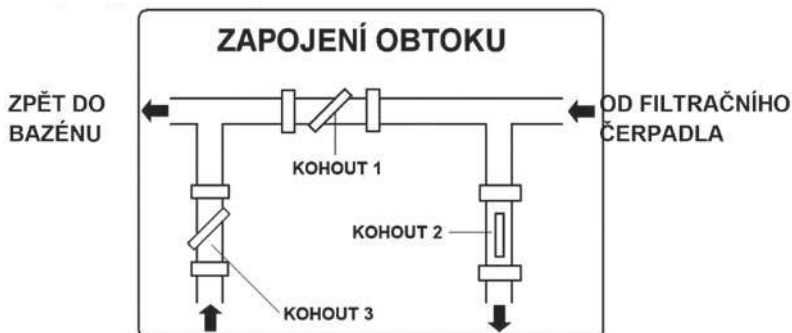 ZAPOJENÍ OBTOKU
ZPĚT DO
BAZÉNU
OD FILTRAČNÍHO
ČERPADLA
KOHOUT 1
KOHOUT 2
KOHOUT 3